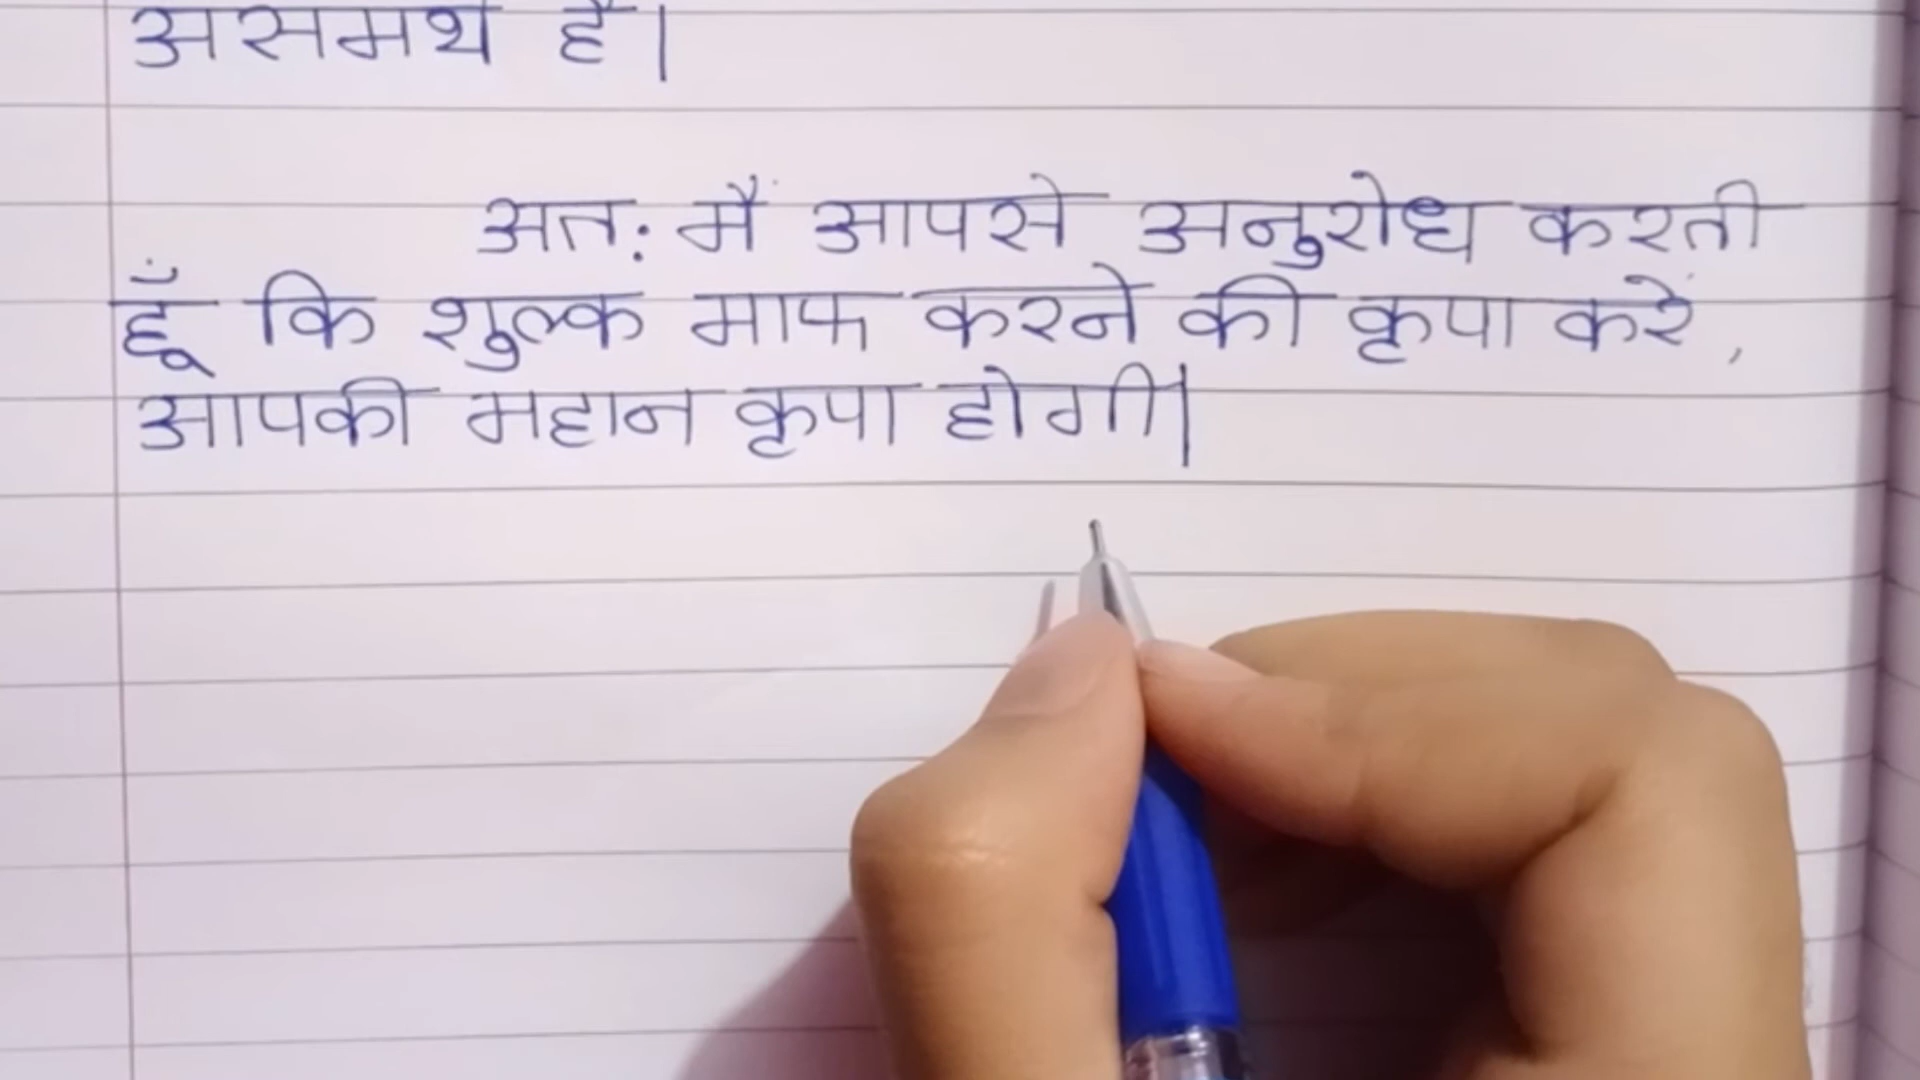 असमर्थ है।
अत: मैं आपसे अनुरोध करती
हूँ कि शुल्क माफ करने की कृपा करें,
आपकी महान कृपा होगी।